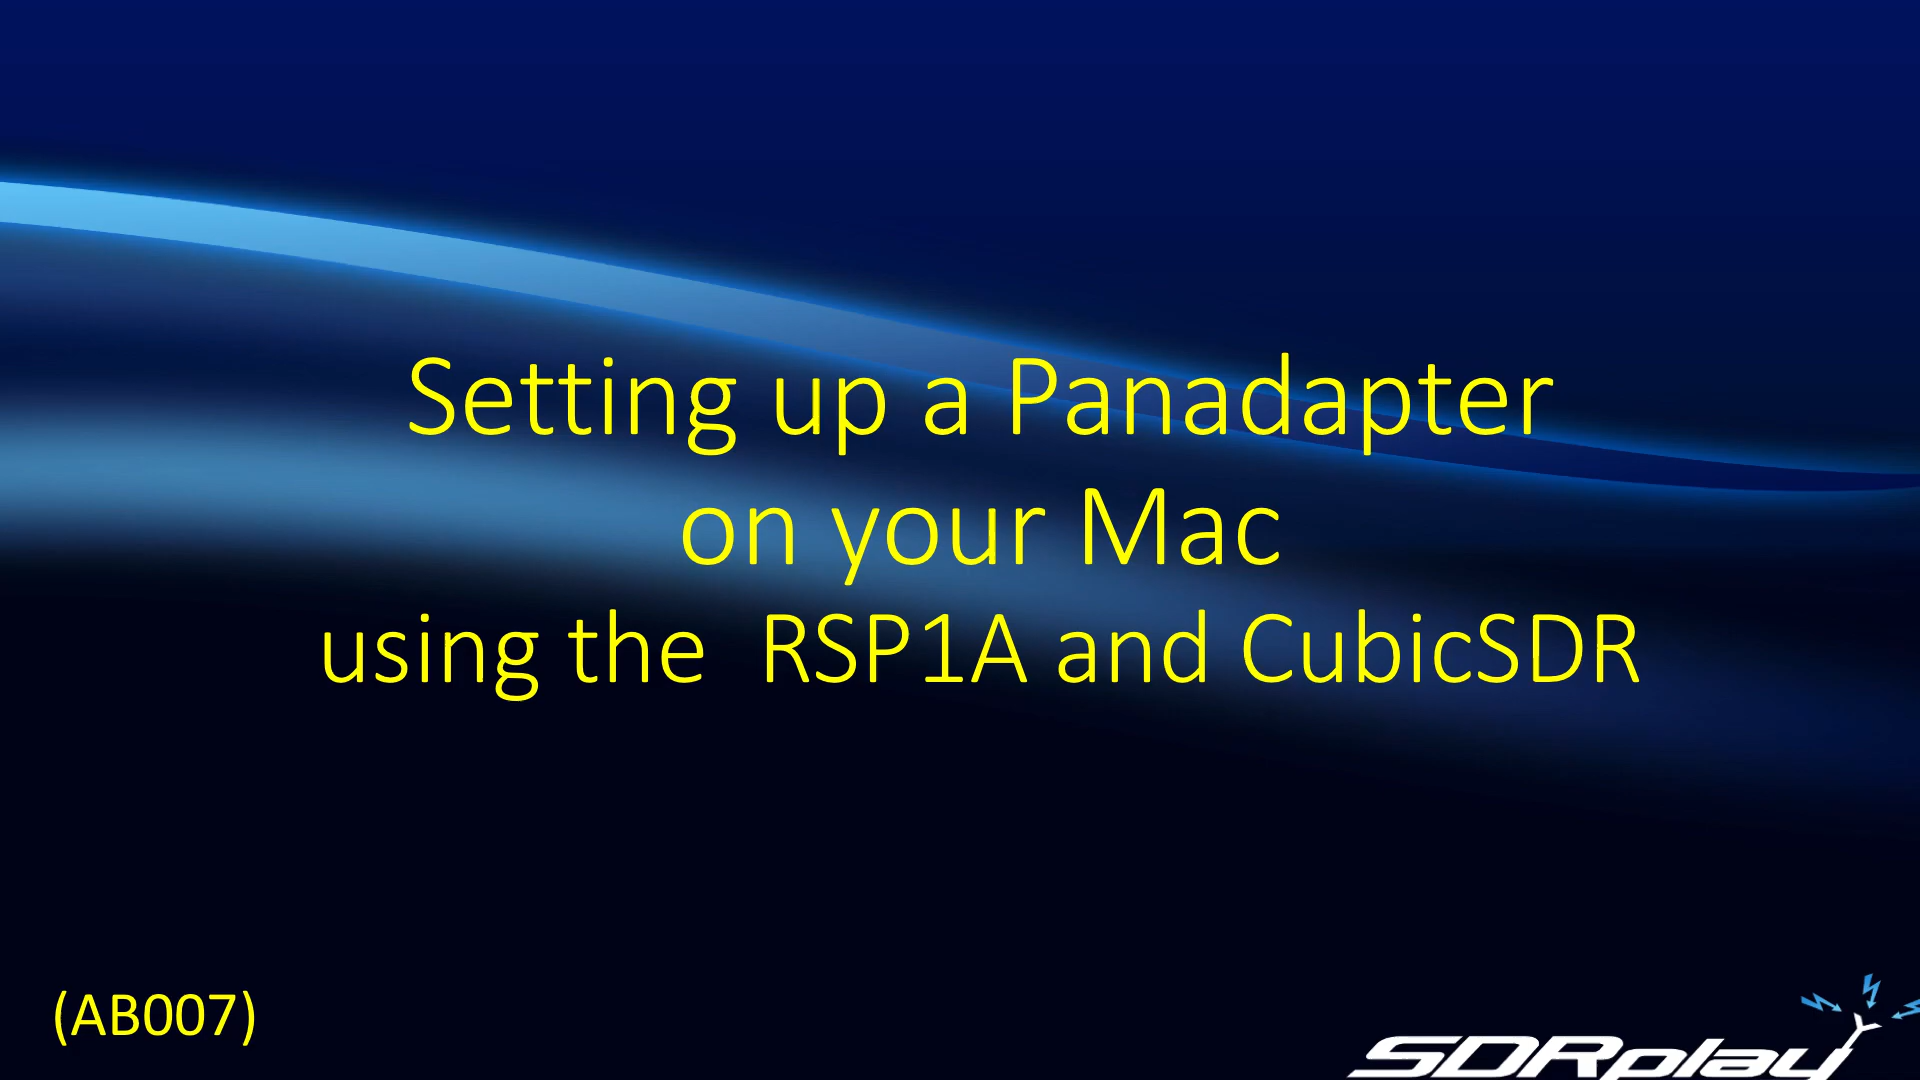 Setting up a Panadapter
on your Mac
using the RSP1A and CubicSDR
(AB007)
SDRplay